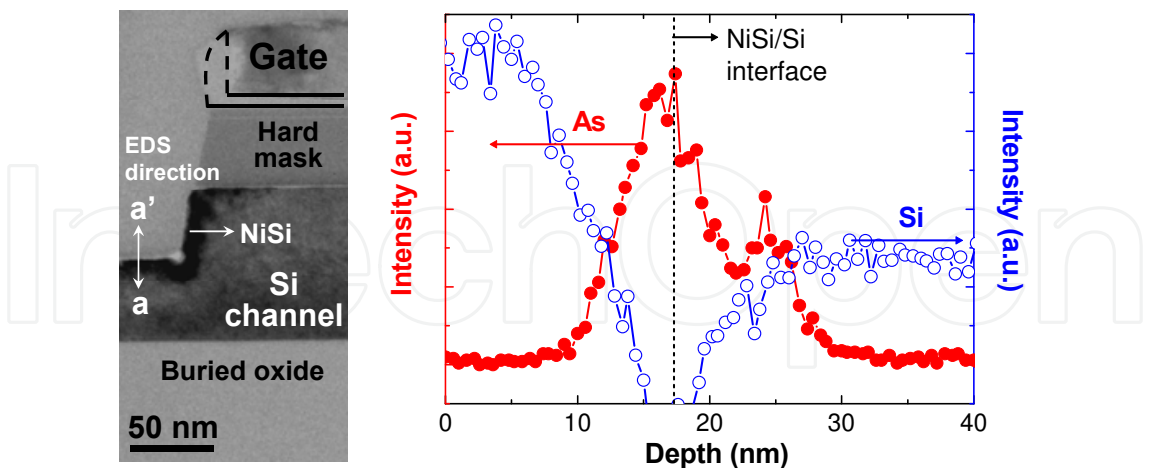 Gate
Hard
mask
EDS
direction
a'
NiSi
a
Si
channel
Buried oxide
50 nm
Intensity (a.u.)
As
NiSi/Si
interface
Si
Intensity (a.u.)
0
10
20
30
40
Depth (nm)
InTechOpen